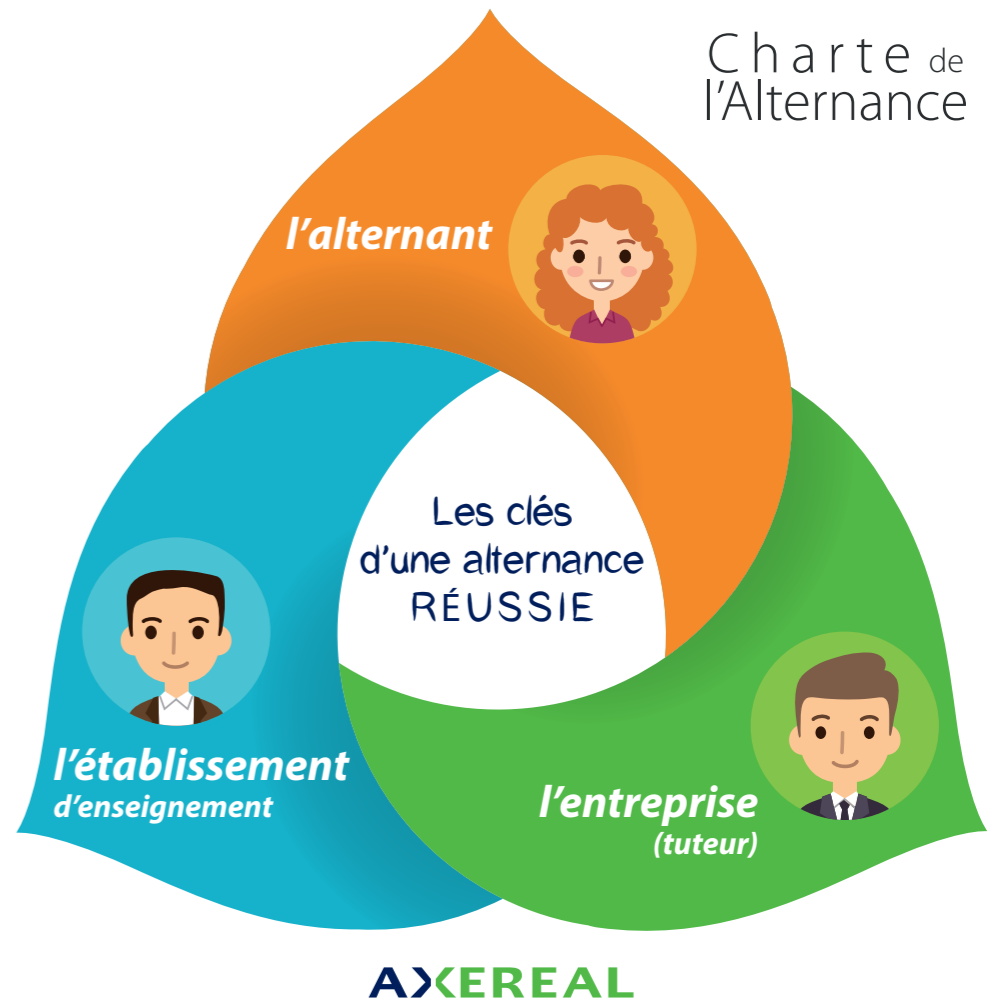 Charte de
l'Alternance
l'alternant
Les clés
d'une alternance
RÉUSSIE
l'établissement
d'enseignement
l'entreprise
(tuteur)
AXEREAL